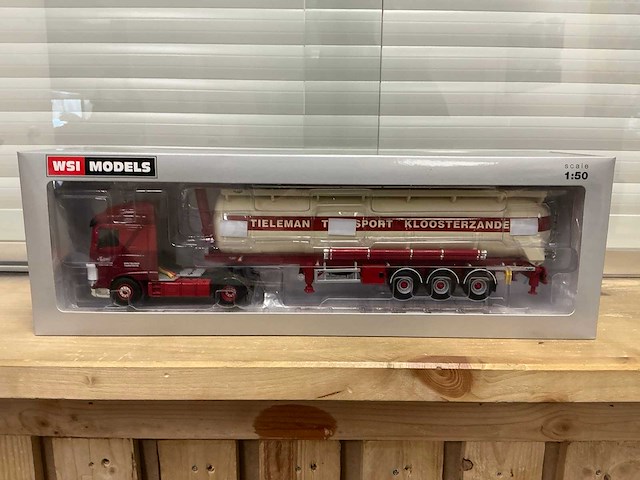 WSI MODELS
scale
1:50
TIELEMAN TRANSPORT KLOOSTERZANDE